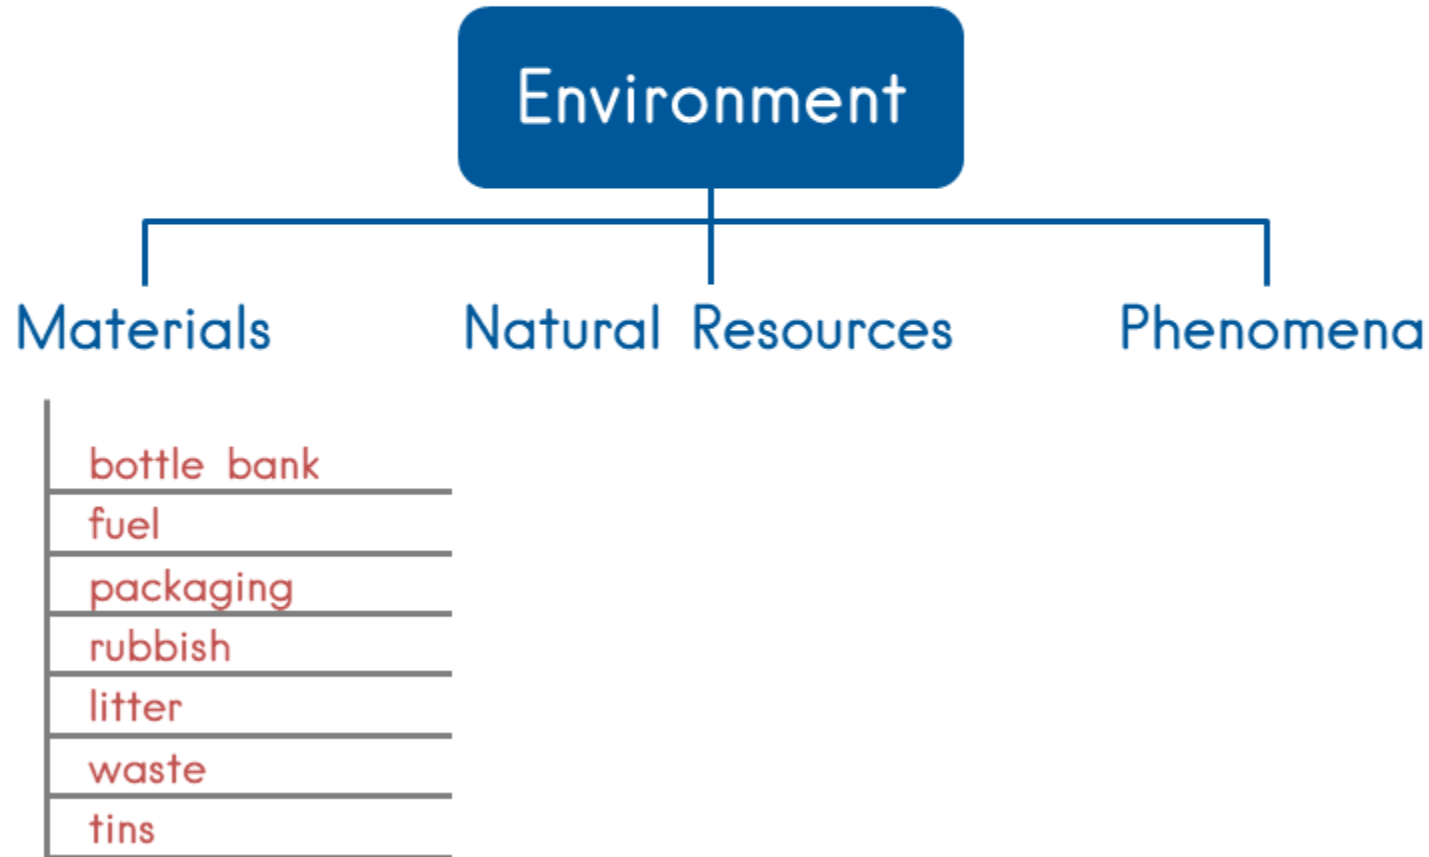 Environment
Materials Natural Resources Phenomena
bottle bank
fuel
packaging
rubbish
litter
waste
tins